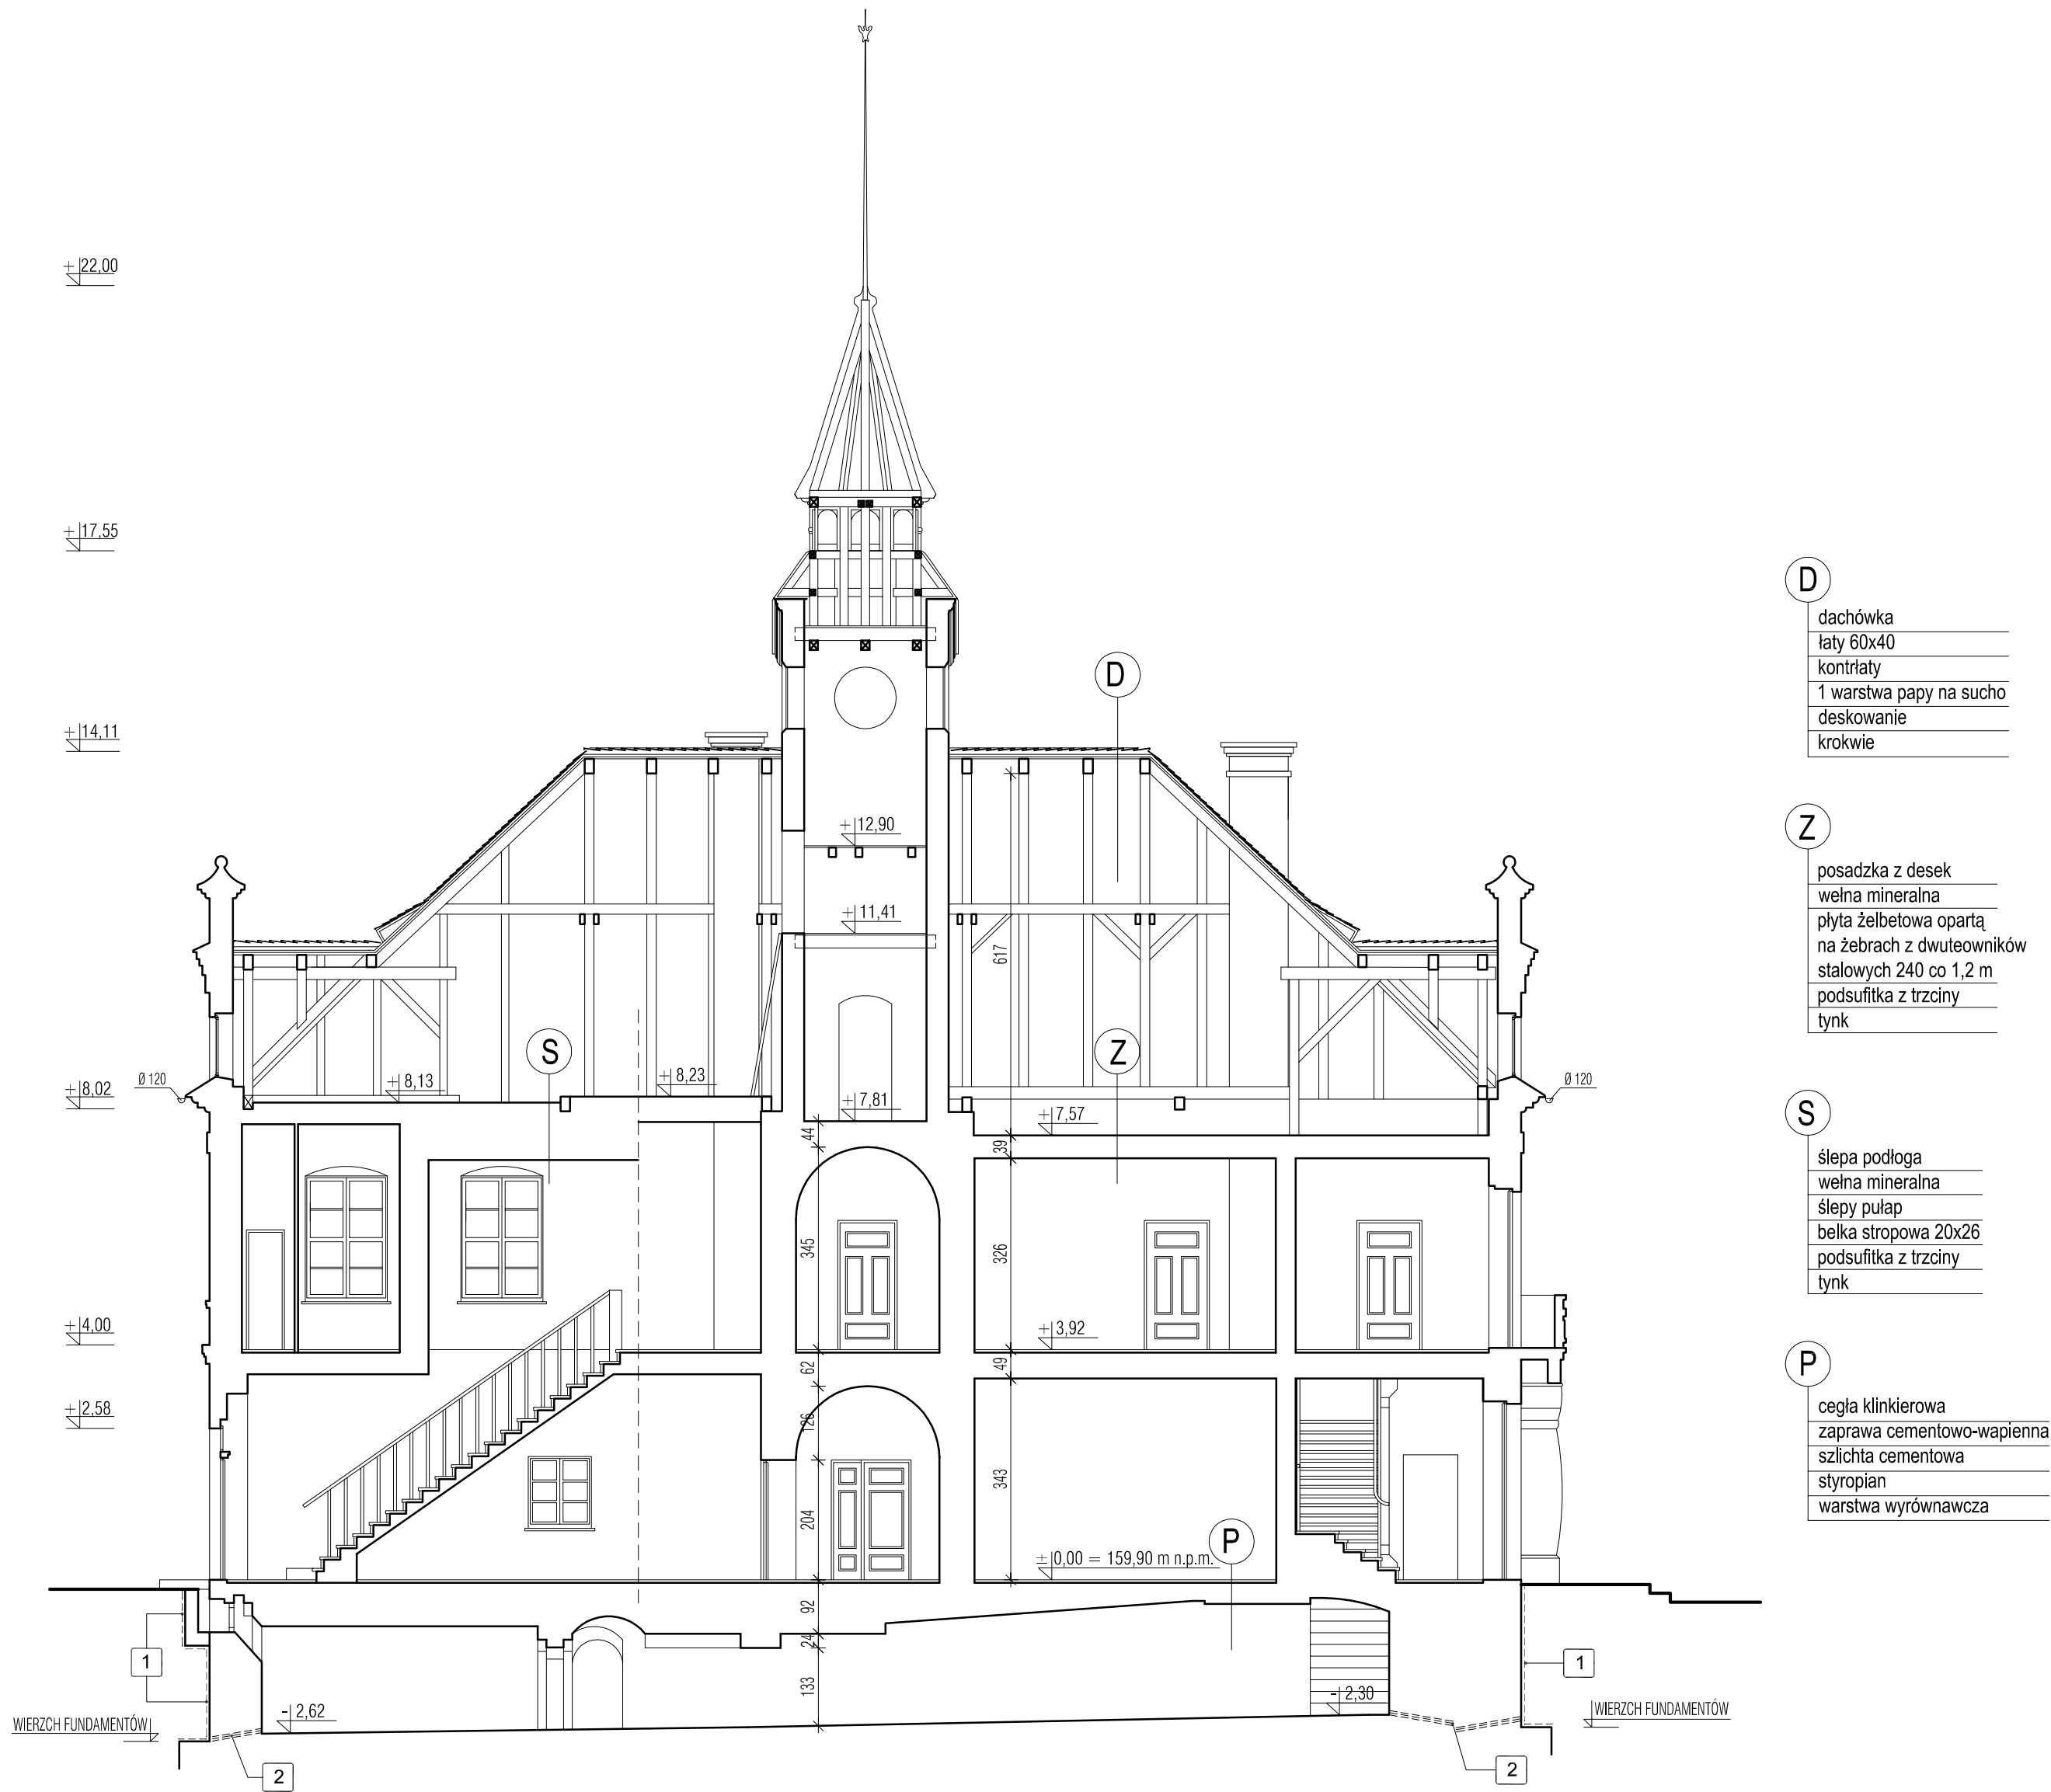 +22,00
+17,55
+14,11
+8,02
+4,00
+2,58
Ø 120
+8,13
S
+8,23
+12,90
+11,41
+7,81
D
617
Z
+7,57
Ø 120
44
39
345
326
+3,92
62
49
126
343
204
±0,00 = 159,90 m n.p.m.
P
92
24
133
1
1
-2,62
-2,30
WIERZCH FUNDAMENTÓW
WIERZCH FUNDAMENTÓW
2
2
D
dachówka
łaty 60x40
kontrłaty
1 warstwa papy na sucho
deskowanie
krokwie
Z
posadzka z desek
wełna mineralna
płyta żelbetowa opartą
na żebrach z dwuteowników
stalowych 240 co 1,2 m
podsufitka z trzciny
tynk
S
ślepa podłoga
wełna mineralna
ślepy pułap
belka stropowa 20x26
podsufitka z trzciny
tynk
P
cegła klinkierowa
zaprawa cementowo-wapienna
szlichta cementowa
styropian
warstwa wyrównawcza